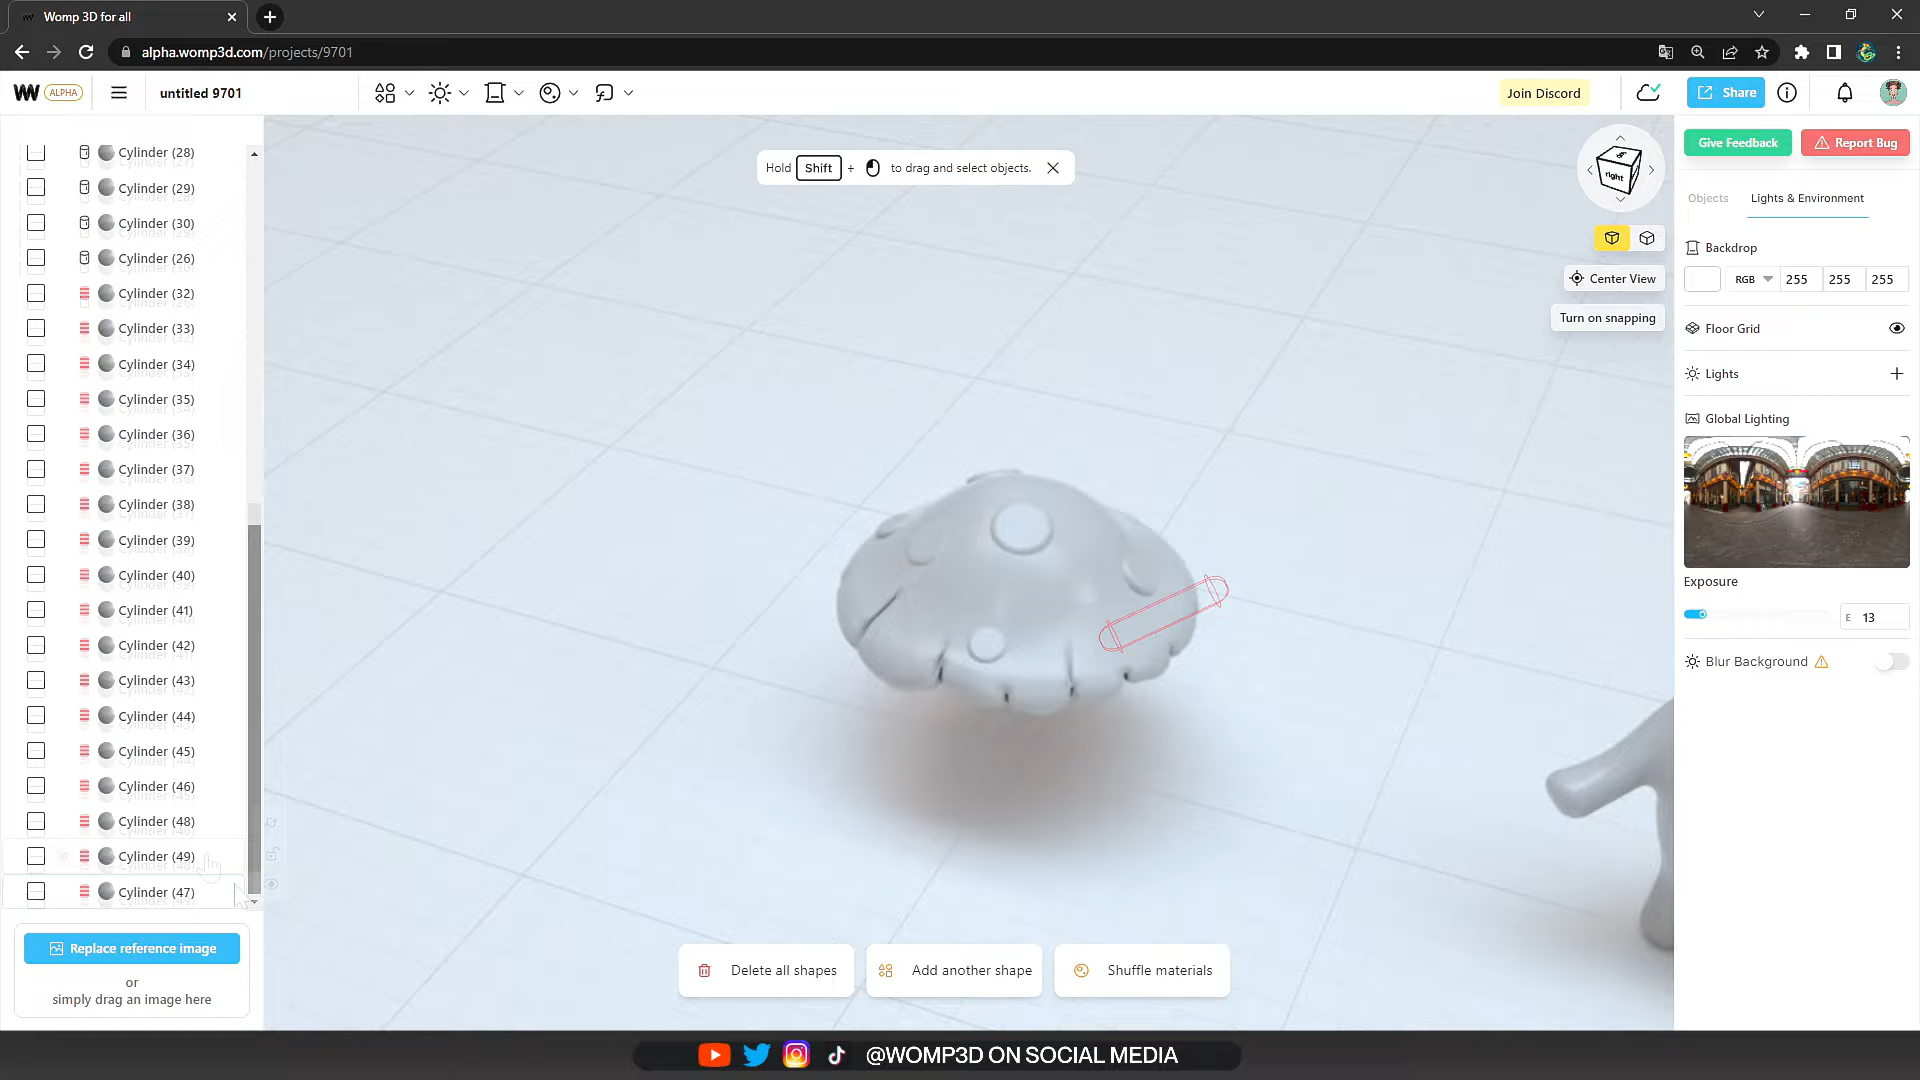 Womp 3D for all
alpha.womp3d.com/projects/9701
ALPHA
untitled 9701
Join Discord
Share
Cylinder (28)
Cylinder (29)
Cylinder (30)
Cylinder (26)
Cylinder (32)
Cylinder (33)
Cylinder (34)
Cylinder (35)
Cylinder (36)
Cylinder (37)
Cylinder (38)
Cylinder (39)
Cylinder (40)
Cylinder (41)
Cylinder (42)
Cylinder (43)
Cylinder (44)
Cylinder (45)
Cylinder (46)
Cylinder (48)
Cylinder (49)
Cylinder (47)
Replace reference image
or
simply drag an image here
Hold Shift + to drag and select objects.
right
Center View
Turn on snapping
Delete all shapes
Add another shape
Shuffle materials
Give Feedback
Report Bug
Objects
Lights & Environment
Backdrop
RGB 255 255 255
Floor Grid
Lights
Global Lighting
Exposure
E 13
Blur Background
@WOMP3D ON SOCIAL MEDIA